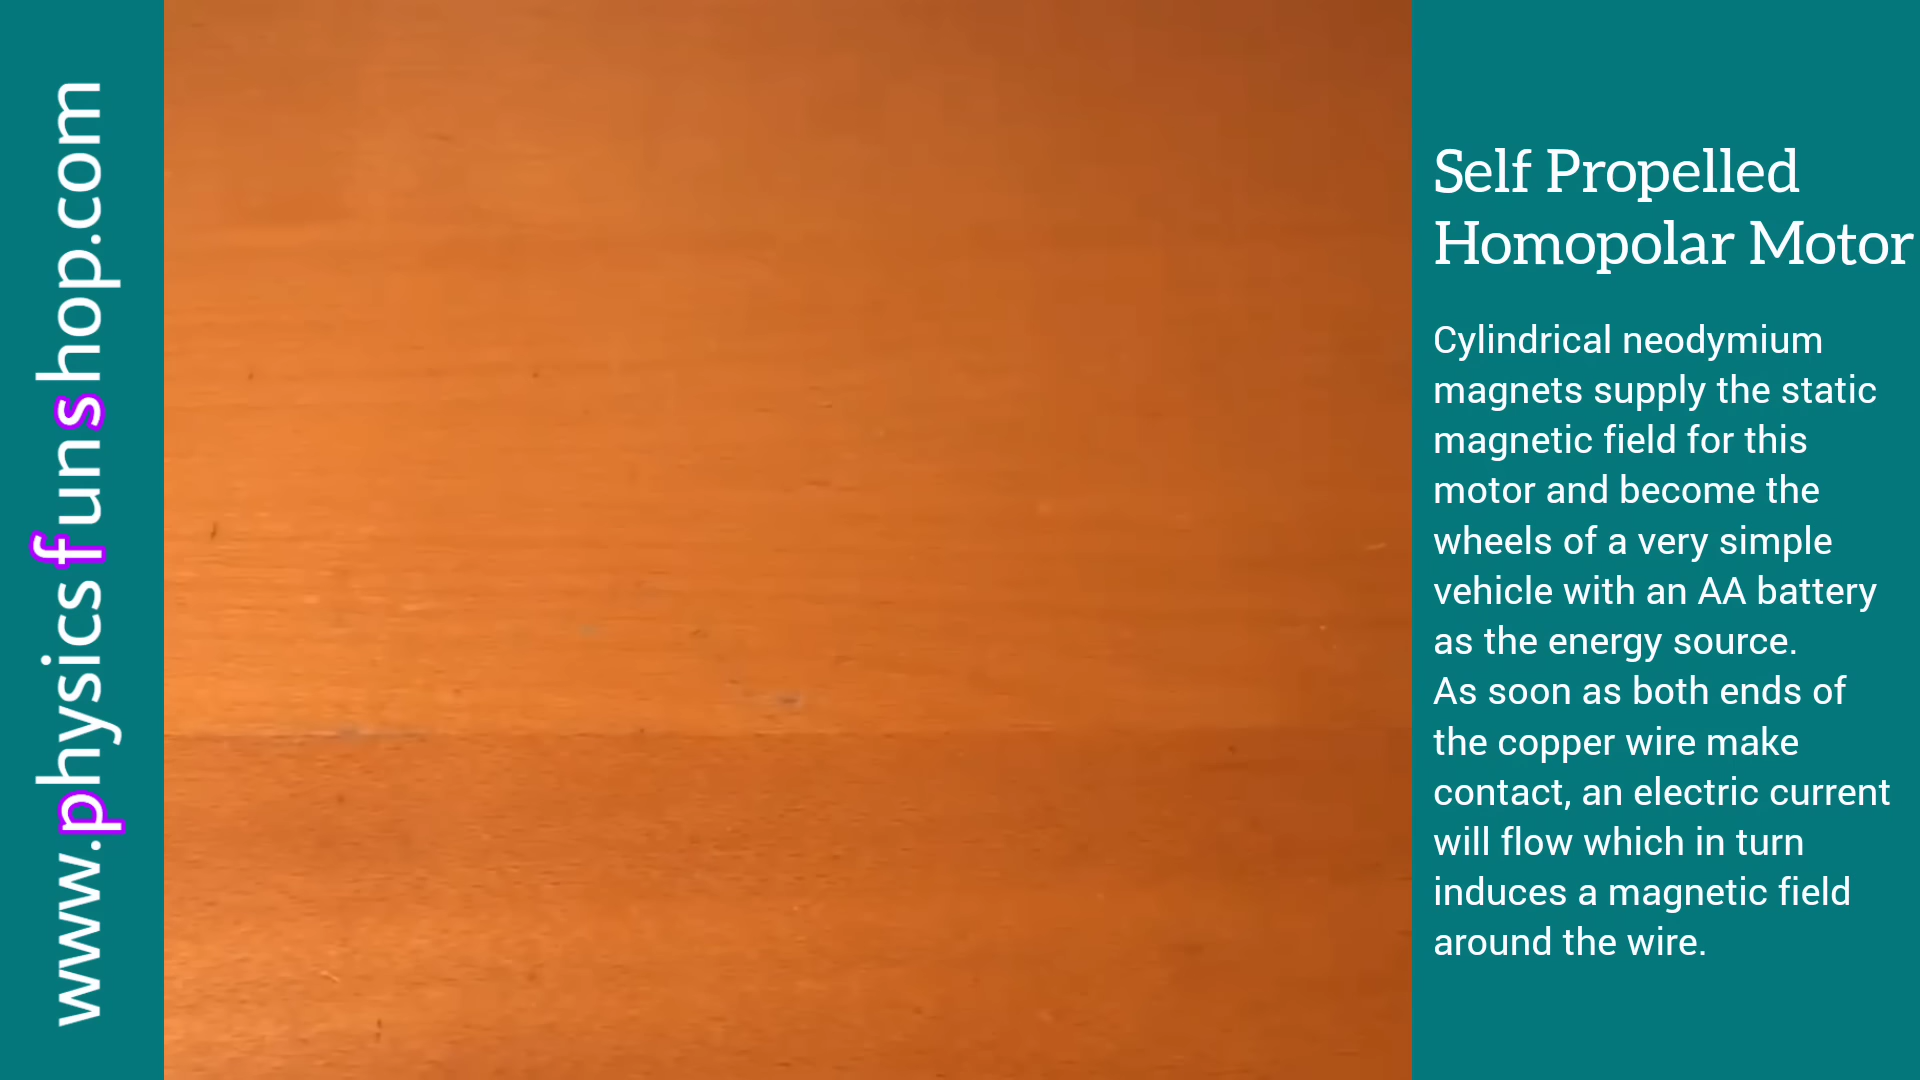 www.physicsfunshop.com
Self Propelled
Homopolar Motor
Cylindrical neodymium
magnets supply the static
magnetic field for this
motor and become the
wheels of a very simple
vehicle with an AA battery
as the energy source.
As soon as both ends of
the copper wire make
contact, an electric current
will flow which in turn
induces a magnetic field
around the wire.